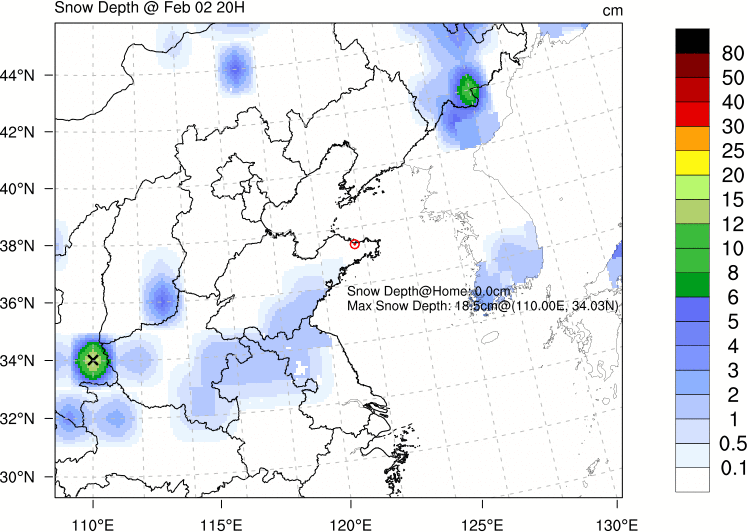 Snow Depth @ Feb 02 20H
cm
44°N
42°N
40°N
38°N
36°N
34°N
32°N
30°N
Snow Depth@Home: 0.0cm
Max Snow Depth: 18.5cm@(110.00E, 34.03N)
110°E
115°E
120°E
125°E
130°E
80
50
40
30
25
20
15
12
10
8
6
5
4
3
2
1
0.5
0.1